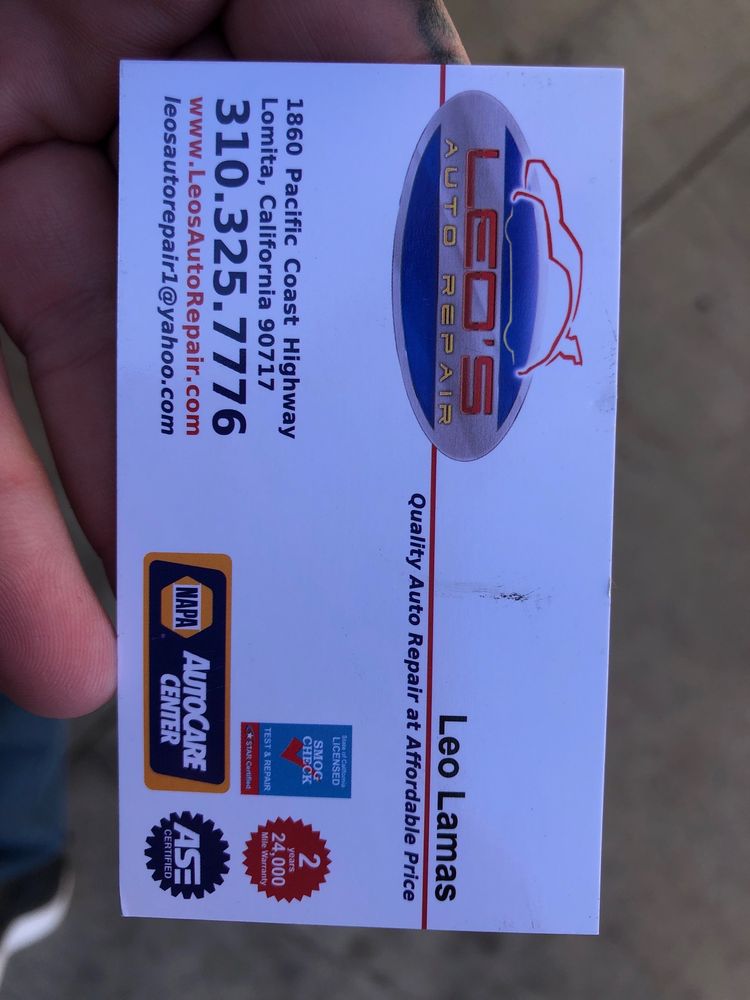 LEO'S
AUTO REPAIR
Leo Lamas
Quality Auto Repair at Affordable Price
1860 Pacific Coast Highway
Lomita, California 90717
310.325.7776
www.LeosAutoRepair.com
leosautorepair1@yahoo.com
State of California
LICENSED
SMOG
CHECK
TEST & REPAIR
STAR Certified
2
years
24,000
Mile Warranty
NAPA
AUTOCARE
CENTER
ASE
CERTIFIED